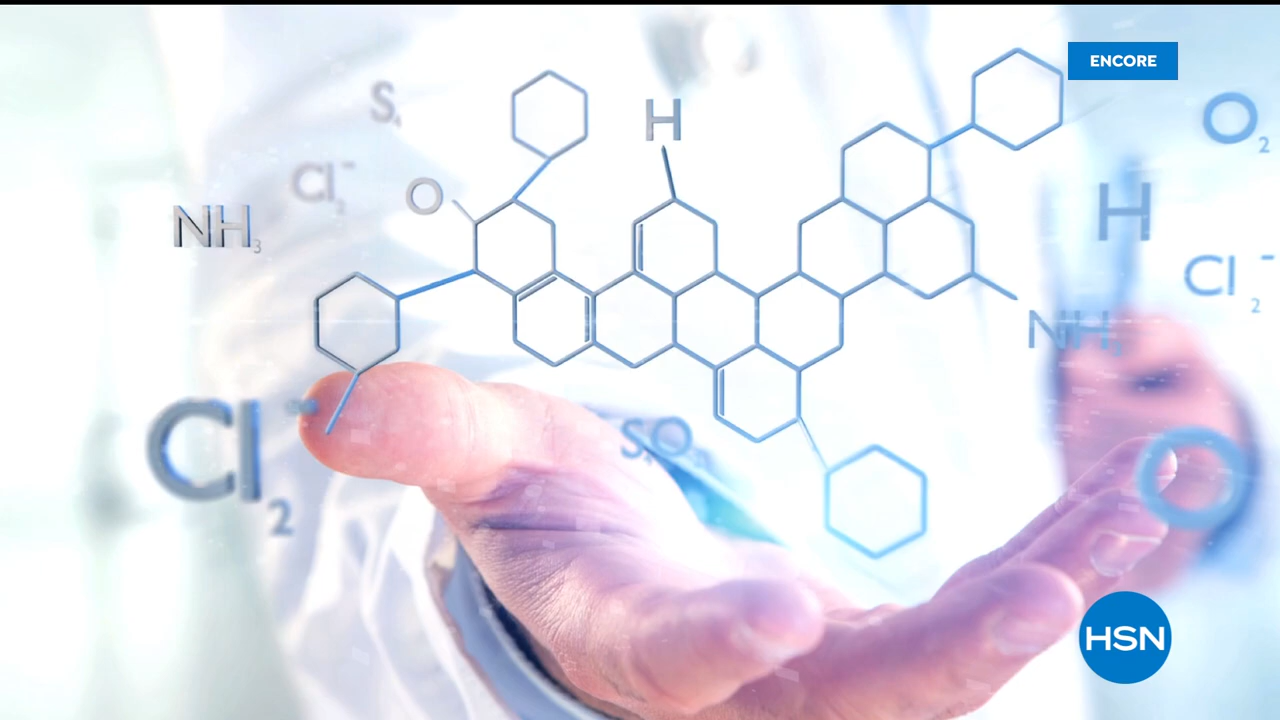 ENCORE
S
O₂
H
Cl₂⁻
O
NH₃
H
Cl₂⁻
NH₃
Cl₂
SO
O
HSN